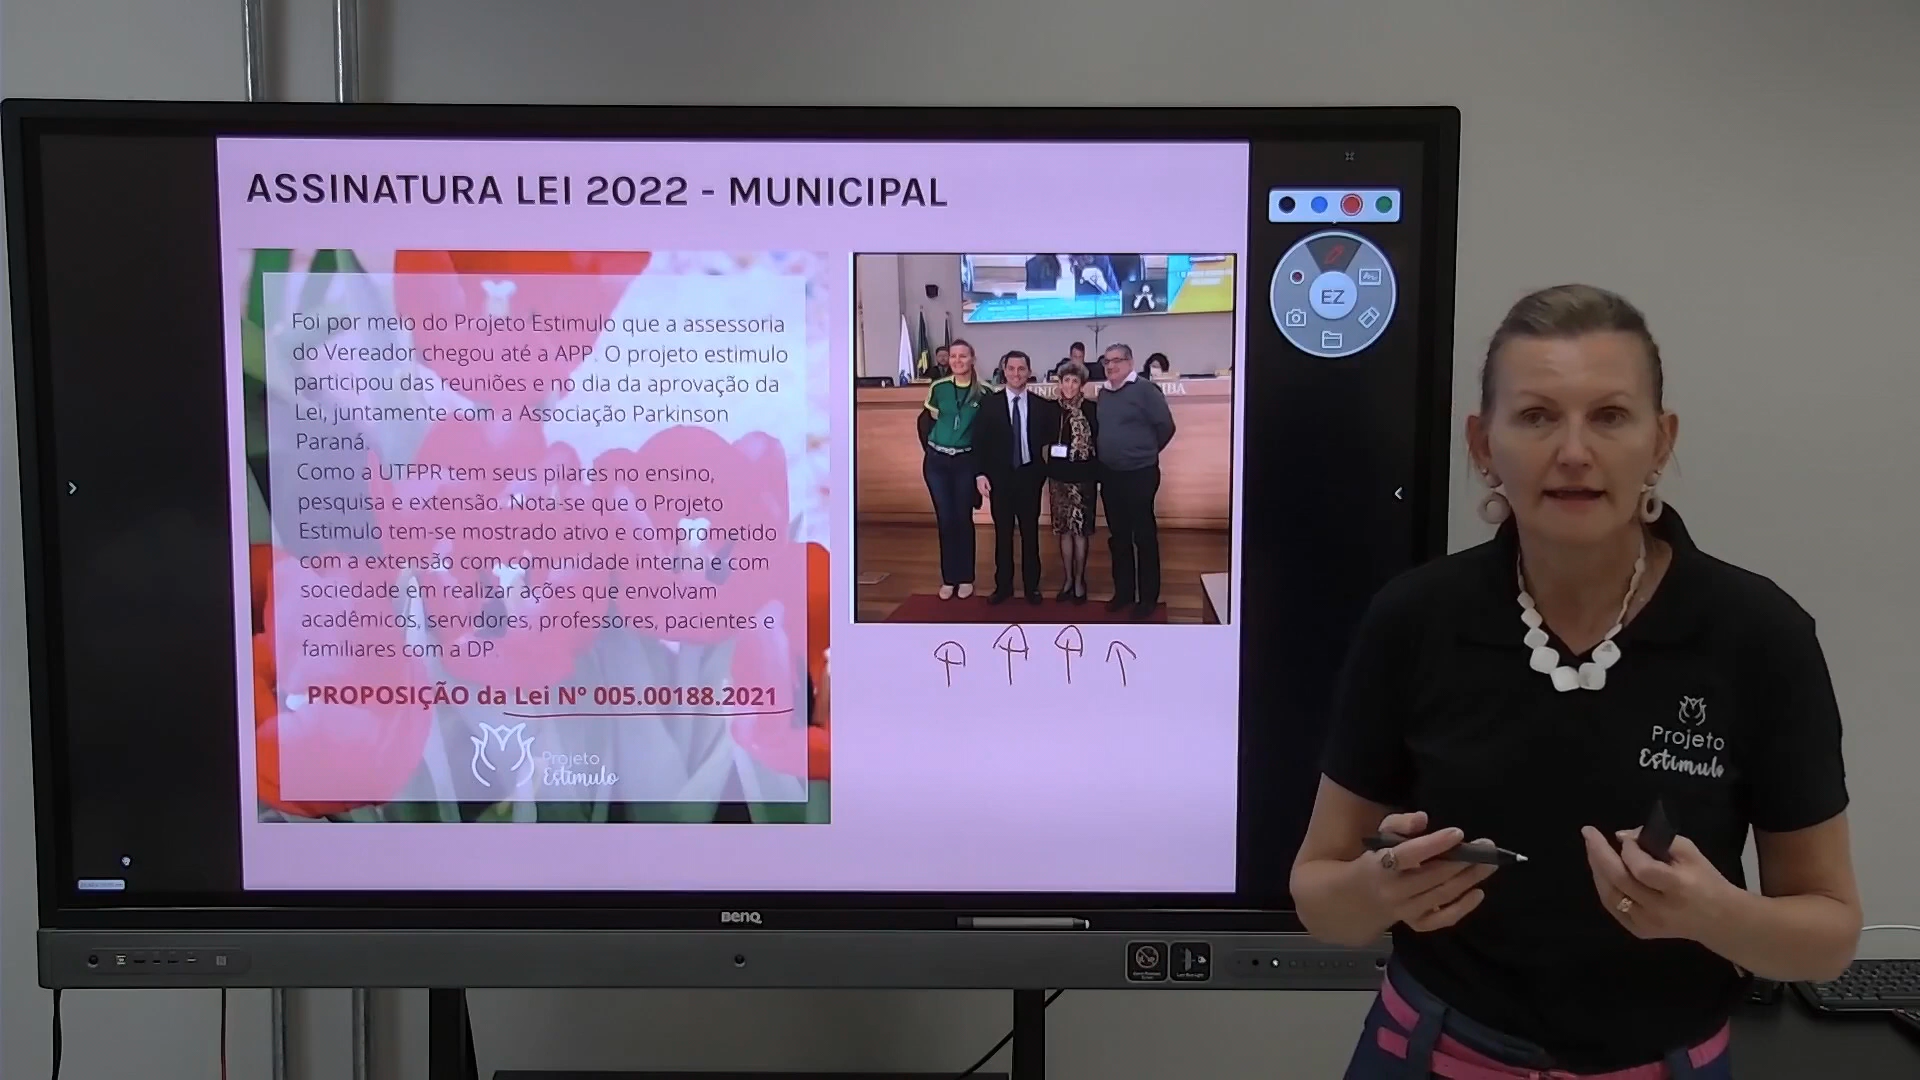 ASSINATURA LEI 2022 - MUNICIPAL
Foi por meio do Projeto Estimulo que a assessoria
do Vereador chegou até a APP. O projeto estimulo
participou das reuniões e no dia da aprovação da
Lei, juntamente com a Associação Parkinson
Paraná.
Como a UTFPR tem seus pilares no ensino,
pesquisa e extensão. Nota-se que o Projeto
Estimulo tem-se mostrado ativo e comprometido
com a extensão com comunidade interna e com
sociedade em realizar ações que envolvam
acadêmicos, servidores, professores, pacientes e
familiares com a DP.
PROPOSIÇÃO da Lei Nº 005.00188.2021
Projeto
Estimulo
EZ
BenQ
Projeto
Estimulo